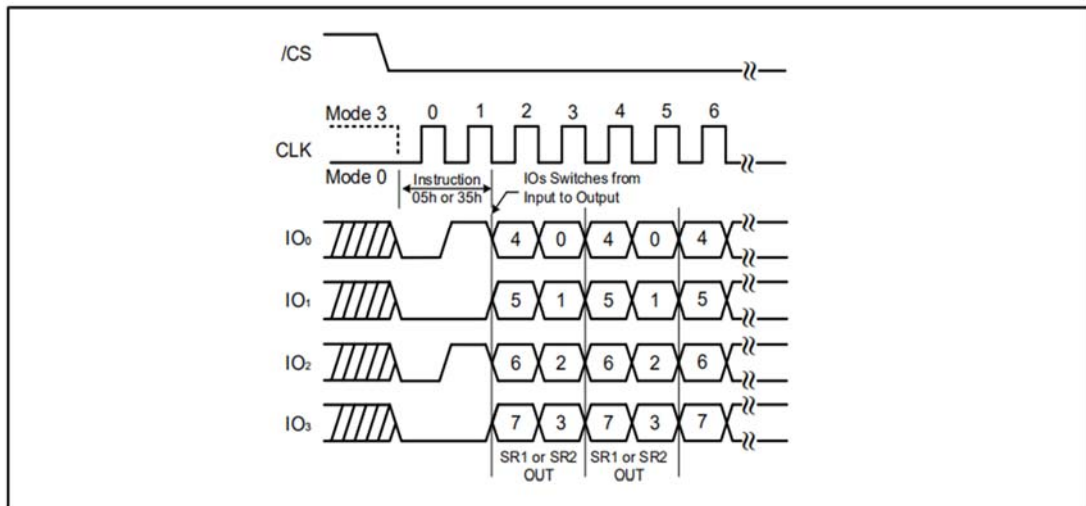 /CS
Mode 3 0 1 2 3 4 5 6
CLK
Mode 0 Instruction IOs Switches from
05h or 35h Input to Output
IO₀ 4 0 4 0 4
IO₁ 5 1 5 1 5
IO₂ 6 2 6 2 6
IO₃ 7 3 7 3 7
SR1 or SR2 SR1 or SR2
OUT OUT